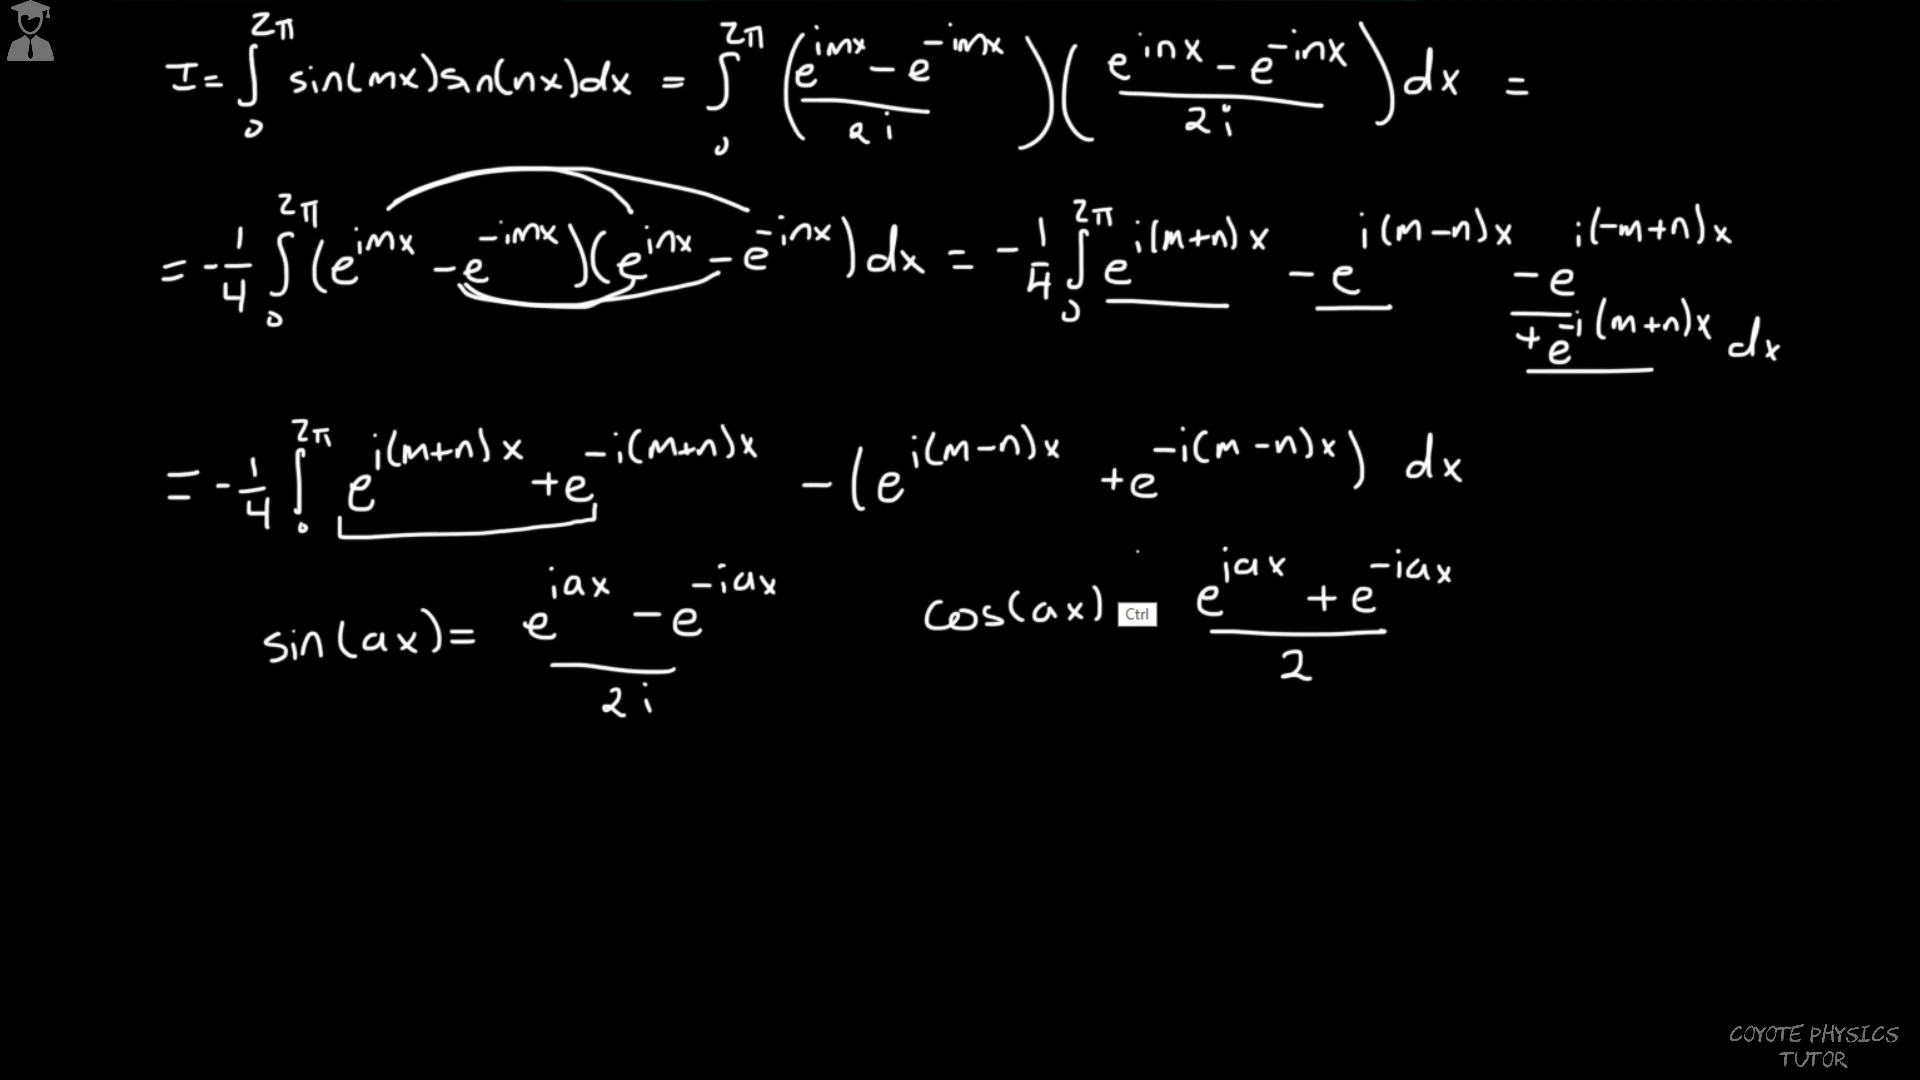 I = ∫₀^{2π} sin(mx)sin(nx)dx = ∫₀^{2π} ((e^{imx} − e^{−imx})/2i)((e^{inx} − e^{−inx})/2i)dx =
= −1/4 ∫₀^{2π} (e^{imx} − e^{−imx})(e^{inx} − e^{−inx})dx = −1/4 ∫₀^{2π} e^{i(m+n)x} − e^{i(m−n)x} − e^{i(−m+n)x}
+e^{−i(m+n)x} dx
= −1/4 ∫₀^{2π} e^{i(m+n)x} + e^{−i(m+n)x} − (e^{i(m−n)x} + e^{−i(m−n)x}) dx
sin(ax) = (e^{iax} − e^{−iax})/2i cos(ax) Ctrl (e^{iax} + e^{−iax})/2
COYOTE PHYSICS
TUTOR